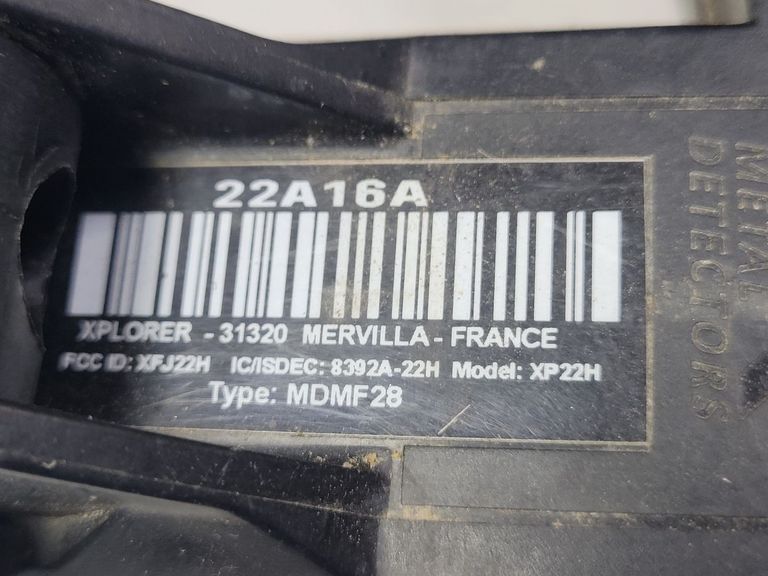 22A16A
XPLORER - 31320 MERVILLA - FRANCE
FCC ID: XFJ22H IC/ISDEC: 8392A-22H Model: XP22H
Type: MDMF28
METAL
DETECTORS